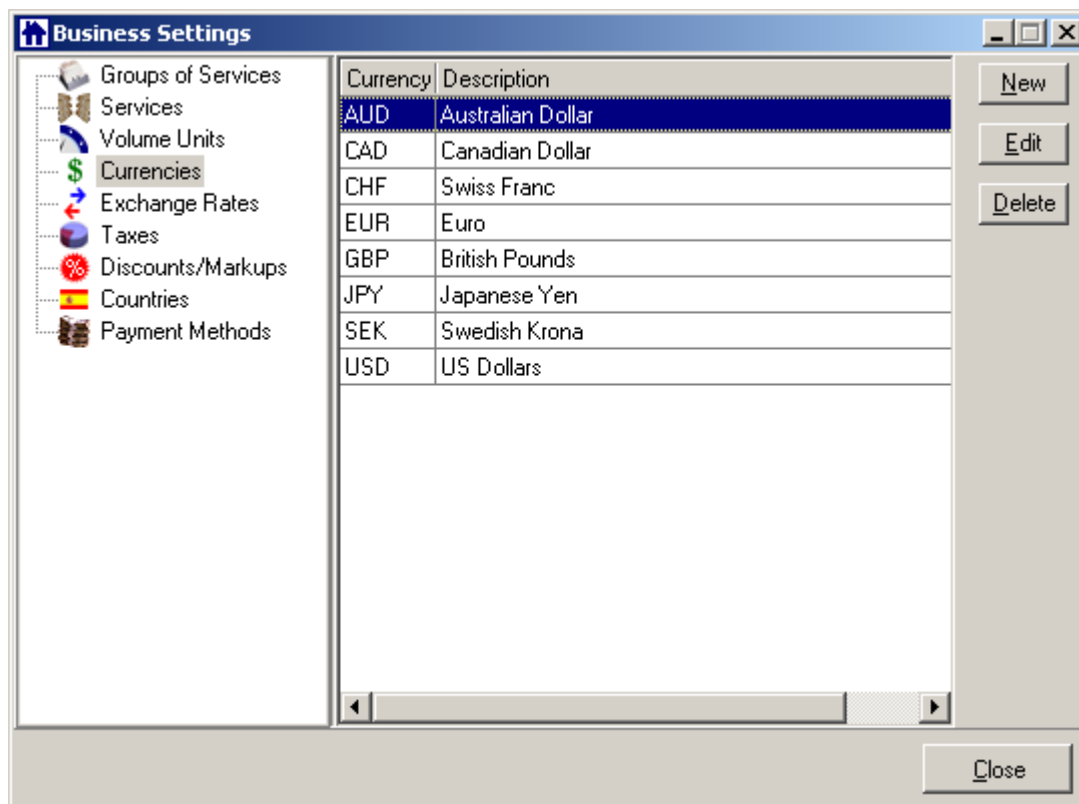 Business Settings
Groups of Services
Services
Volume Units
Currencies
Exchange Rates
Taxes
Discounts/Markups
Countries
Payment Methods
Currency Description
AUD Australian Dollar
CAD Canadian Dollar
CHF Swiss Franc
EUR Euro
GBP British Pounds
JPY Japanese Yen
SEK Swedish Krona
USD US Dollars
New
Edit
Delete
Close